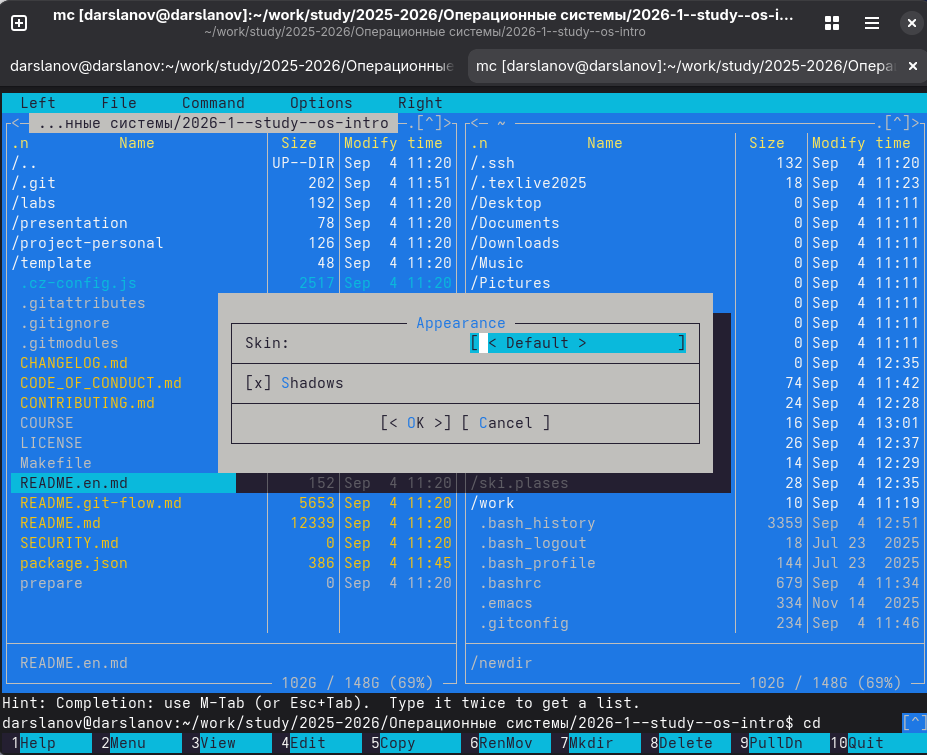 mc [darslanov@darslanov]:~/work/study/2025-2026/Операционные системы/2026-1--study--os-i...
~/work/study/2025-2026/Операционные системы/2026-1--study--os-intro
darslanov@darslanov:~/work/study/2025-2026/Операционные mc [darslanov@darslanov]:~/work/study/2025-2026/Опера
Left File Command Options Right
<- ...нные системы/2026-1--study--os-intro -.[^]> <- ~ .[^]>
.n Name Size Modify time .n Name Size Modify time
/.. UP--DIR Sep 4 11:20 /.ssh 132 Sep 4 11:20
/.git 202 Sep 4 11:51 /.texlive2025 18 Sep 4 11:23
/labs 192 Sep 4 11:20 /Desktop 0 Sep 4 11:11
/presentation 78 Sep 4 11:20 /Documents 0 Sep 4 11:11
/project-personal 126 Sep 4 11:20 /Downloads 0 Sep 4 11:11
/template 48 Sep 4 11:20 /Music 0 Sep 4 11:11
.cz-config.js 2517 Sep 4 11:20 /Pictures 0 Sep 4 11:11
.gitattributes 0 Sep 4 11:11
.gitignore Appearance 0 Sep 4 11:11
.gitmodules Skin: [ < Default > ] 0 Sep 4 11:11
CHANGELOG.md 0 Sep 4 12:35
CODE_OF_CONDUCT.md [x] Shadows 74 Sep 4 11:42
CONTRIBUTING.md 24 Sep 4 12:28
COURSE [< OK >] [ Cancel ] 16 Sep 4 13:01
LICENSE 26 Sep 4 12:37
Makefile 14 Sep 4 12:29
README.en.md 152 Sep 4 11:20 /ski.plases 28 Sep 4 12:35
README.git-flow.md 5653 Sep 4 11:20 /work 10 Sep 4 11:19
README.md 12339 Sep 4 11:20 .bash_history 3359 Sep 4 12:51
SECURITY.md 0 Sep 4 11:20 .bash_logout 18 Jul 23 2025
package.json 386 Sep 4 11:45 .bash_profile 144 Jul 23 2025
prepare 0 Sep 4 11:20 .bashrc 679 Sep 4 11:34
.emacs 334 Nov 14 2025
.gitconfig 234 Sep 4 11:46
README.en.md /newdir
102G / 148G (69%) 102G / 148G (69%)
Hint: Completion: use M-Tab (or Esc+Tab). Type it twice to get a list.
darslanov@darslanov:~/work/study/2025-2026/Операционные системы/2026-1--study--os-intro$ cd [^]
1Help 2Menu 3View 4Edit 5Copy 6RenMov 7Mkdir 8Delete 9PullDn 10Quit